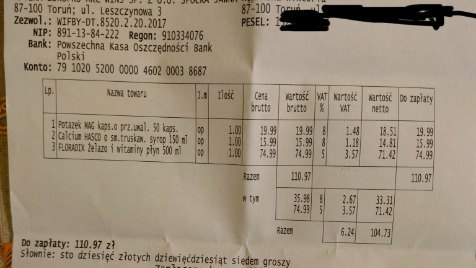 87-100 Toruń; ul. Leszczynowa 3 87-100 Toruń
Zezwol.: WIFBY-DT.8520.2.20.2017 PESEL:
NIP: 891-13-84-222 Regon: 910334076
Bank: Powszechna Kasa Oszczędności Bank
Polski
Konto: 79 1020 5200 0000 4602 0003 8687
Lp. Nazwa towaru J.m Ilość Cena brutto Wartość brutto VAT % Wartość VAT Wartość netto Do zapłaty
1 Potazek MAG kaps.o prz.uwal. 50 kaps. op 1.00 19.99 19.99 8 1.48 18.51 19.99
2 Calcium HASCO o sm.truskaw. syrop 150 ml op 1.00 15.99 15.99 8 1.18 14.81 15.99
3 FLORADIX Żelazo i witaminy płyn 500 ml op 1.00 74.99 74.99 5 3.57 71.42 74.99
Razem 110.97 110.97
w tym 35.98 8 2.67 33.31
74.99 5 3.57 71.42
Razem 6.24 104.73
Do zapłaty: 110.97 zł
Słownie: sto dziesięć złotych dziewięćdziesiąt siedem groszy